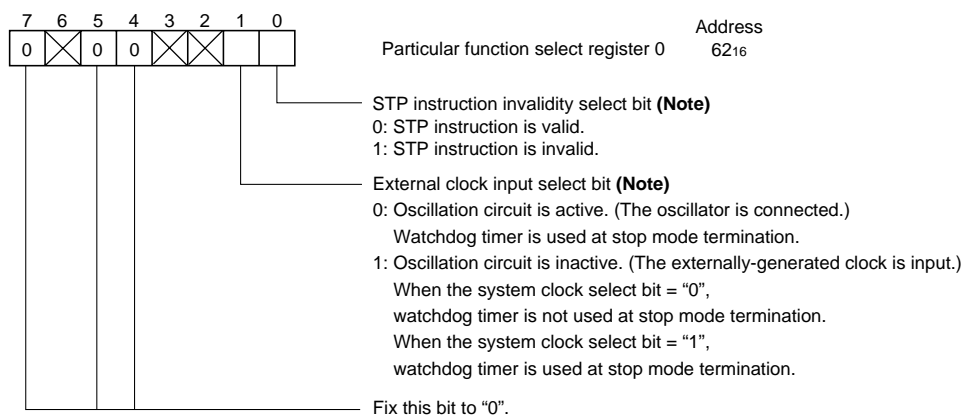 7 6 5 4 3 2 1 0
0 0 0
Address
Particular function select register 0 6216
STP instruction invalidity select bit (Note)
0: STP instruction is valid.
1: STP instruction is invalid.
External clock input select bit (Note)
0: Oscillation circuit is active. (The oscillator is connected.)
Watchdog timer is used at stop mode termination.
1: Oscillation circuit is inactive. (The externally-generated clock is input.)
When the system clock select bit = “0”,
watchdog timer is not used at stop mode termination.
When the system clock select bit = “1”,
watchdog timer is used at stop mode termination.
Fix this bit to “0”.